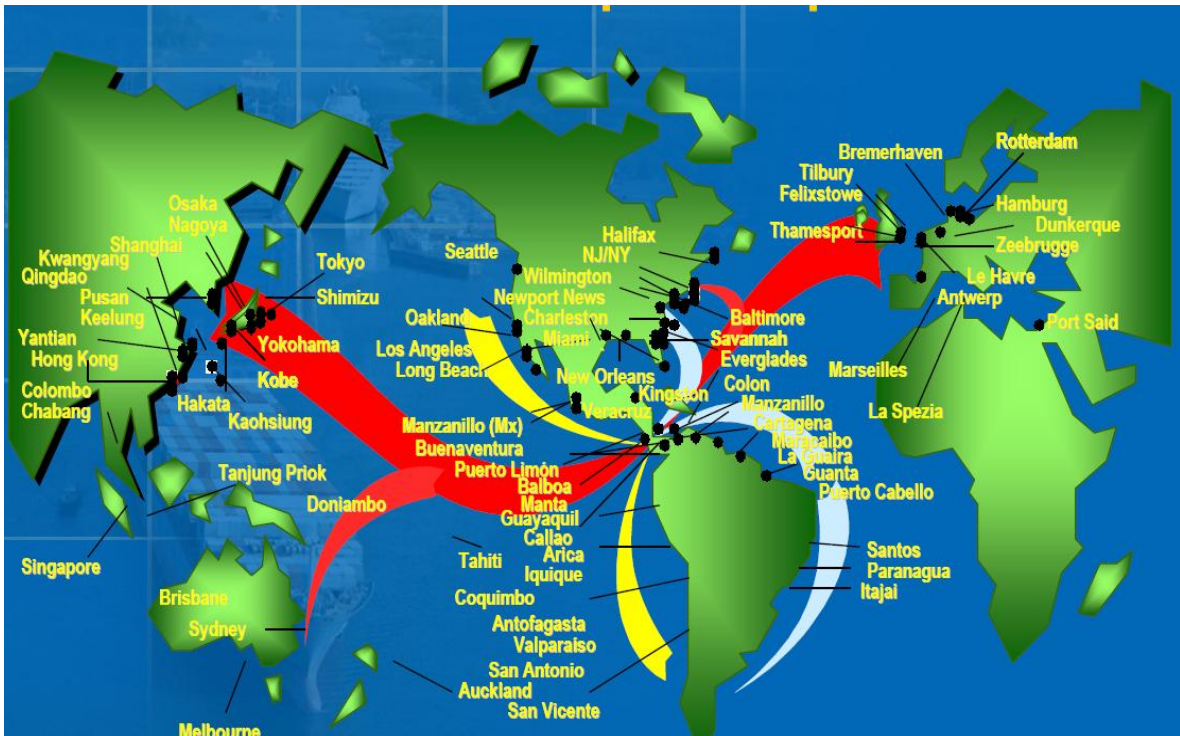 Osaka
Nagoya
Shanghai
Kwangyang
Qingdao
Pusan
Keelung
Yantian
Hong Kong
Colombo
Chabang
Tokyo
Shimizu
Yokohama
Kobe
Hakata
Kaohsiung
Tanjung Priok
Singapore
Doniambo
Brisbane
Sydney
Melbourne
Auckland
Tahiti
Seattle
Oakland
Los Angeles
Long Beach
Manzanillo (Mx)
Buenaventura
Puerto Limón
Balboa
Manta
Guayaquil
Callao
Arica
Iquique
Coquimbo
Antofagasta
Valparaiso
San Antonio
San Vicente
Halifax
NJ/NY
Wilmington
Newport News
Charleston
Miami
New Orleans
Veracruz
Kingston
Baltimore
Savannah
Everglades
Colon
Manzanillo
Cartagena
Maracaibo
La Guaira
Guanta
Puerto Cabello
Santos
Paranagua
Itajai
Bremerhaven
Rotterdam
Tilbury
Felixstowe
Thamesport
Hamburg
Dunkerque
Zeebrugge
Le Havre
Antwerp
Port Said
Marseilles
La Spezia